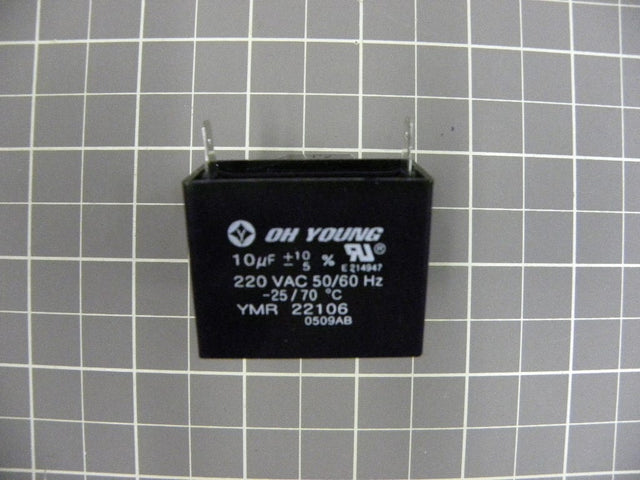 OH YOUNG ®
10µF +10 − 5 % E214947
220 VAC 50/60 Hz
-25/70 °C
YMR 22106
0509AB